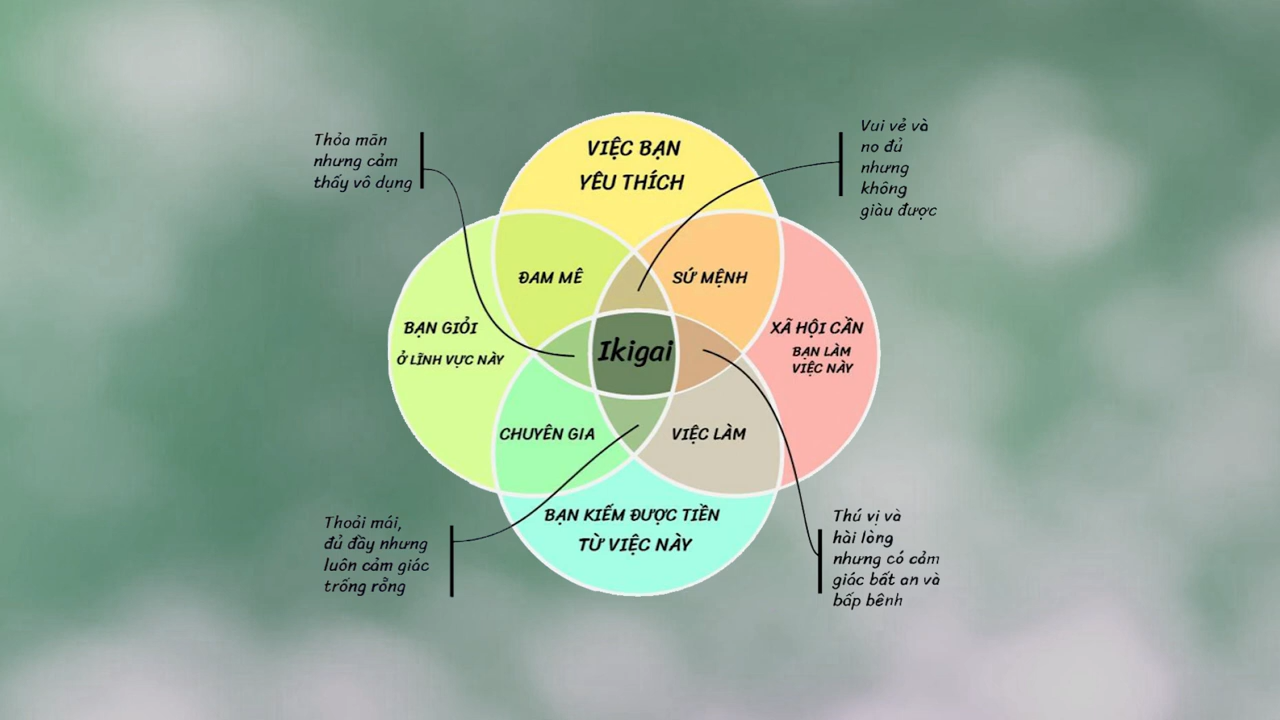 Thỏa mãn
nhưng cảm
thấy vô dụng
Vui vẻ và
no đủ
nhưng
không
giàu được
VIỆC BẠN
YÊU THÍCH
ĐAM MÊ
SỨ MỆNH
BẠN GIỎI
Ở LĨNH VỰC NÀY
Ikigai
XÃ HỘI CẦN
BẠN LÀM
VIỆC NÀY
CHUYÊN GIA
VIỆC LÀM
BẠN KIẾM ĐƯỢC TIỀN
TỪ VIỆC NÀY
Thoải mái,
đủ đầy nhưng
luôn cảm giác
trống rỗng
Thú vị và
hài lòng
nhưng có cảm
giác bất an và
bấp bênh